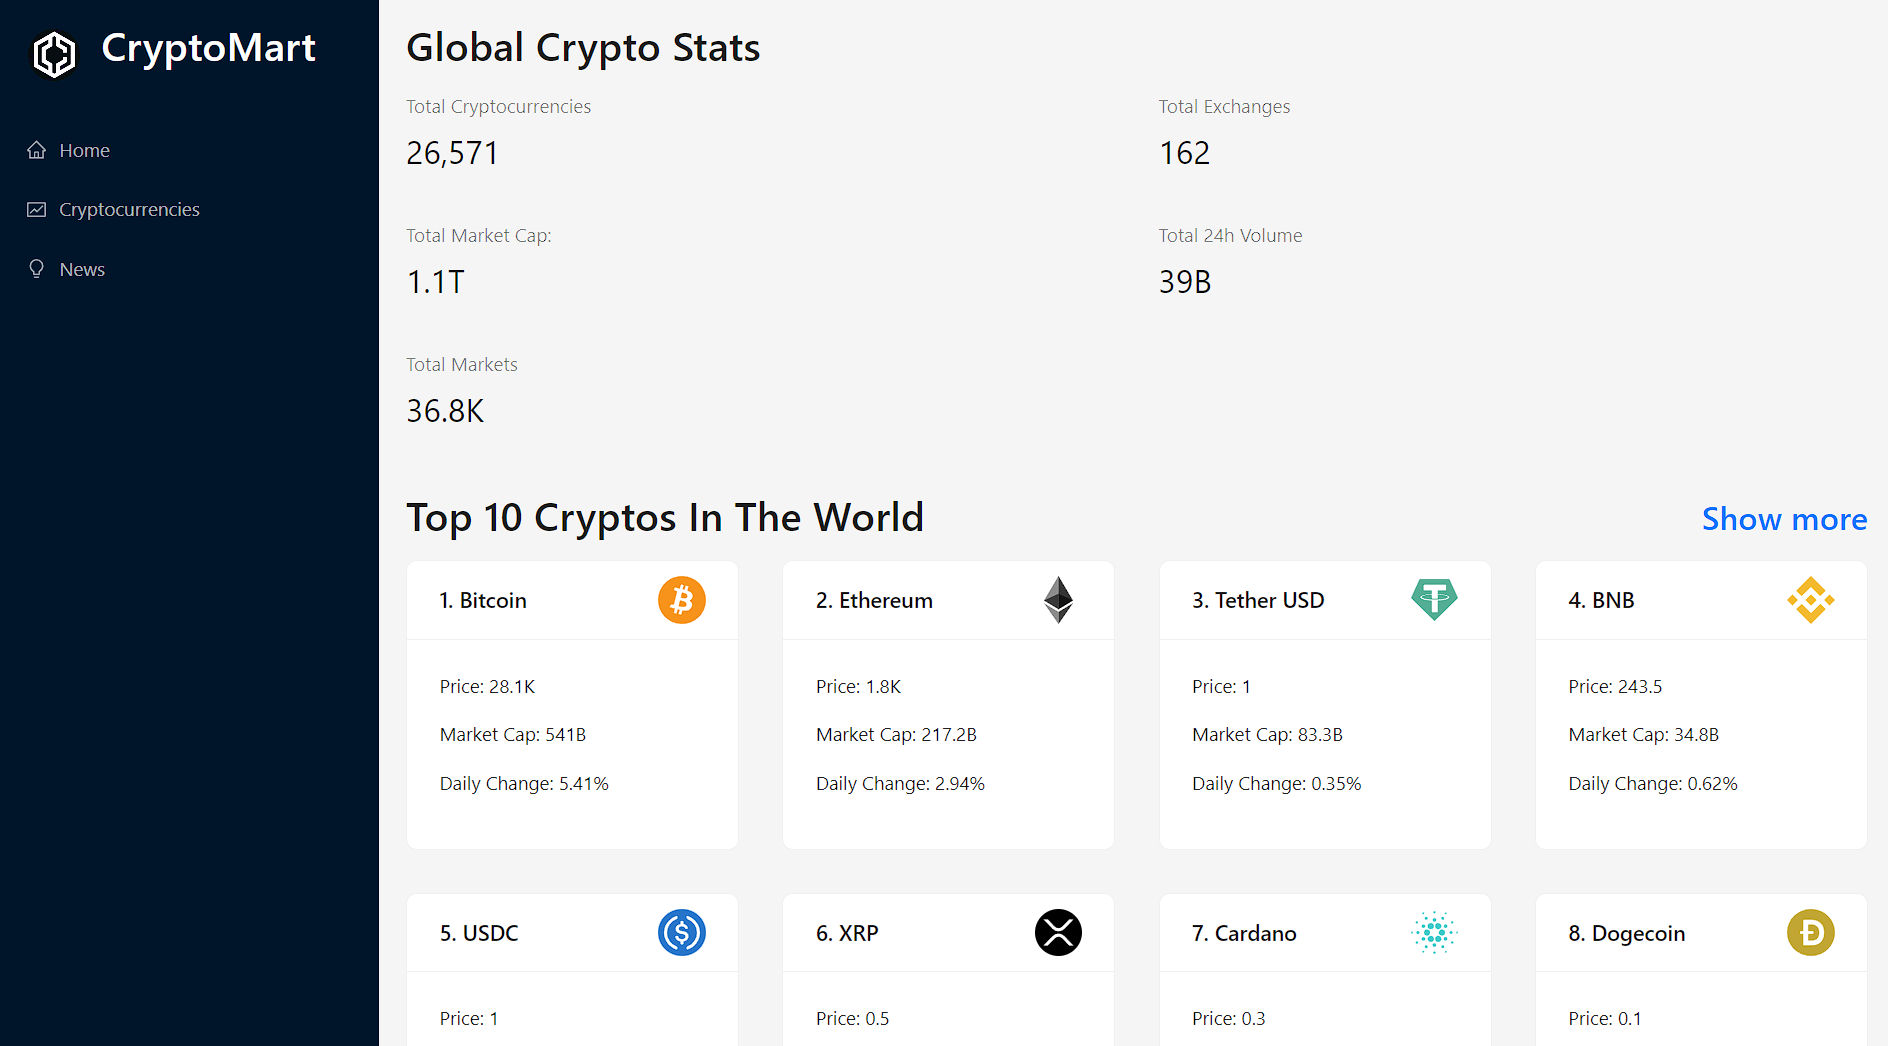 CryptoMart
Home
Cryptocurrencies
News
Global Crypto Stats
Total Cryptocurrencies
26,571
Total Exchanges
162
Total Market Cap:
1.1T
Total 24h Volume
39B
Total Markets
36.8K
Top 10 Cryptos In The World
Show more
1. Bitcoin
Price: 28.1K
Market Cap: 541B
Daily Change: 5.41%
2. Ethereum
Price: 1.8K
Market Cap: 217.2B
Daily Change: 2.94%
3. Tether USD
Price: 1
Market Cap: 83.3B
Daily Change: 0.35%
4. BNB
Price: 243.5
Market Cap: 34.8B
Daily Change: 0.62%
5. USDC
Price: 1
6. XRP
Price: 0.5
7. Cardano
Price: 0.3
8. Dogecoin
Price: 0.1